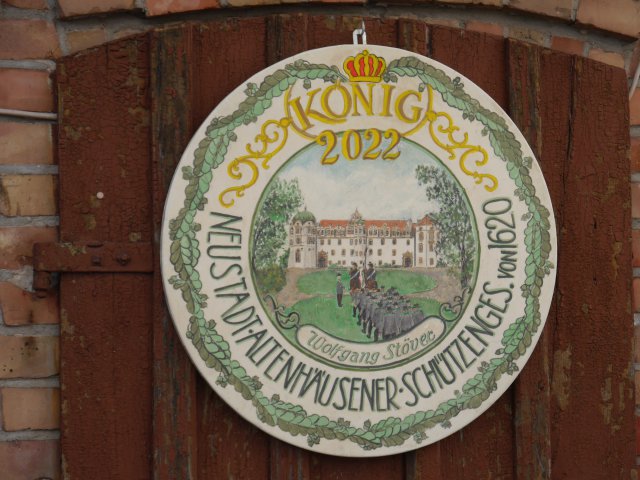 KÖNIG
2022
NEUSTADT·ALTENHÄUSENER·SCHÜTZENGES. VON 1620
Wolfgang Stöver